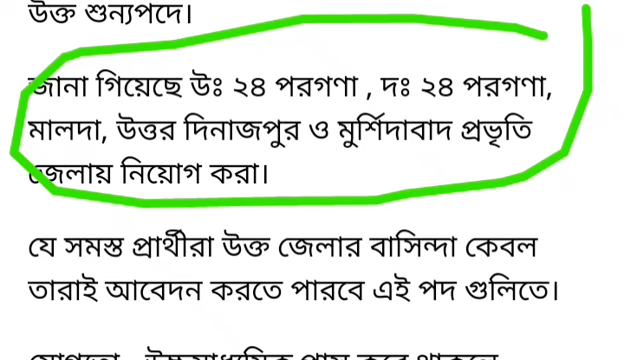 উক্ত শুন্যপদে।
জানা গিয়েছে উঃ ২৪ পরগণা , দঃ ২৪ পরগণা,
মালদা, উত্তর দিনাজপুর ও মুর্শিদাবাদ প্রভৃতি
জেলায় নিয়োগ করা।
যে সমস্ত প্রার্থীরা উক্ত জেলার বাসিন্দা কেবল
তারাই আবেদন করতে পারবে এই পদ গুলিতে।